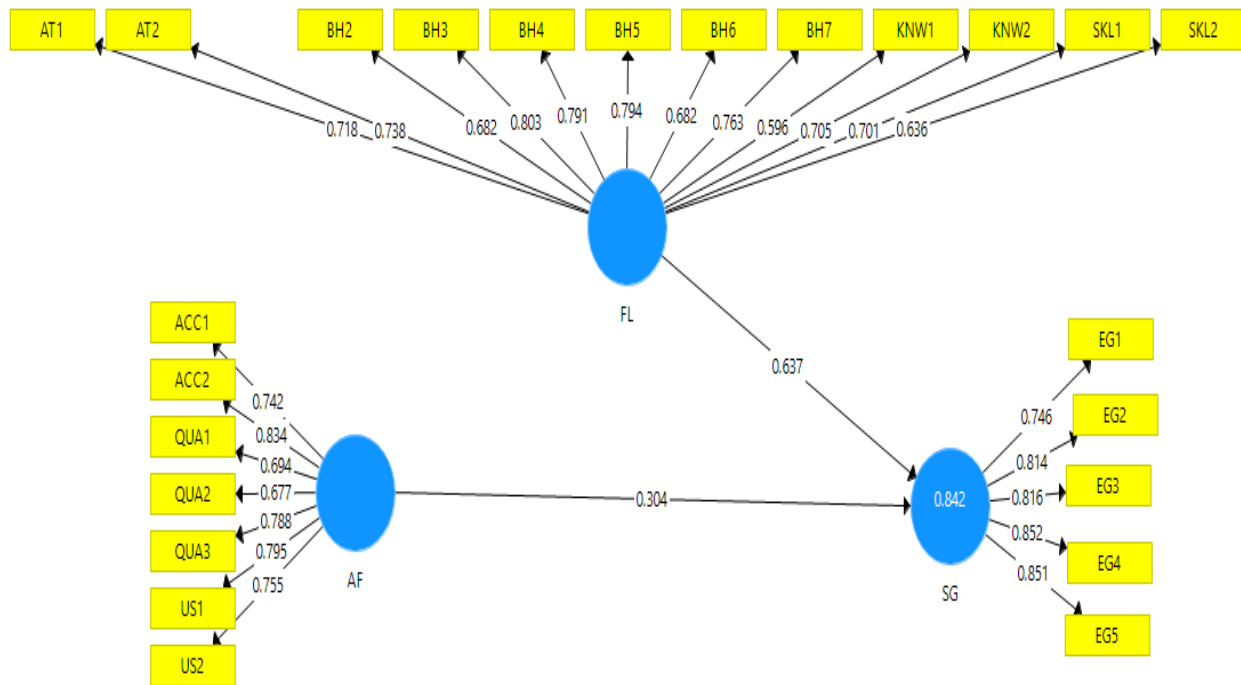 AT1 AT2 BH2 BH3 BH4 BH5 BH6 BH7 KNW1 KNW2 SKL1 SKL2
0.718 0.738 0.682 0.803 0.791 0.794 0.682 0.763 0.596 0.705 0.701 0.636
FL
0.637
ACC1
ACC2
QUA1
QUA2
QUA3
US1
US2
0.742
0.834
0.694
0.677
0.788
0.795
0.755
AF
0.304
0.842
SG
0.746
0.814
0.816
0.852
0.851
EG1
EG2
EG3
EG4
EG5